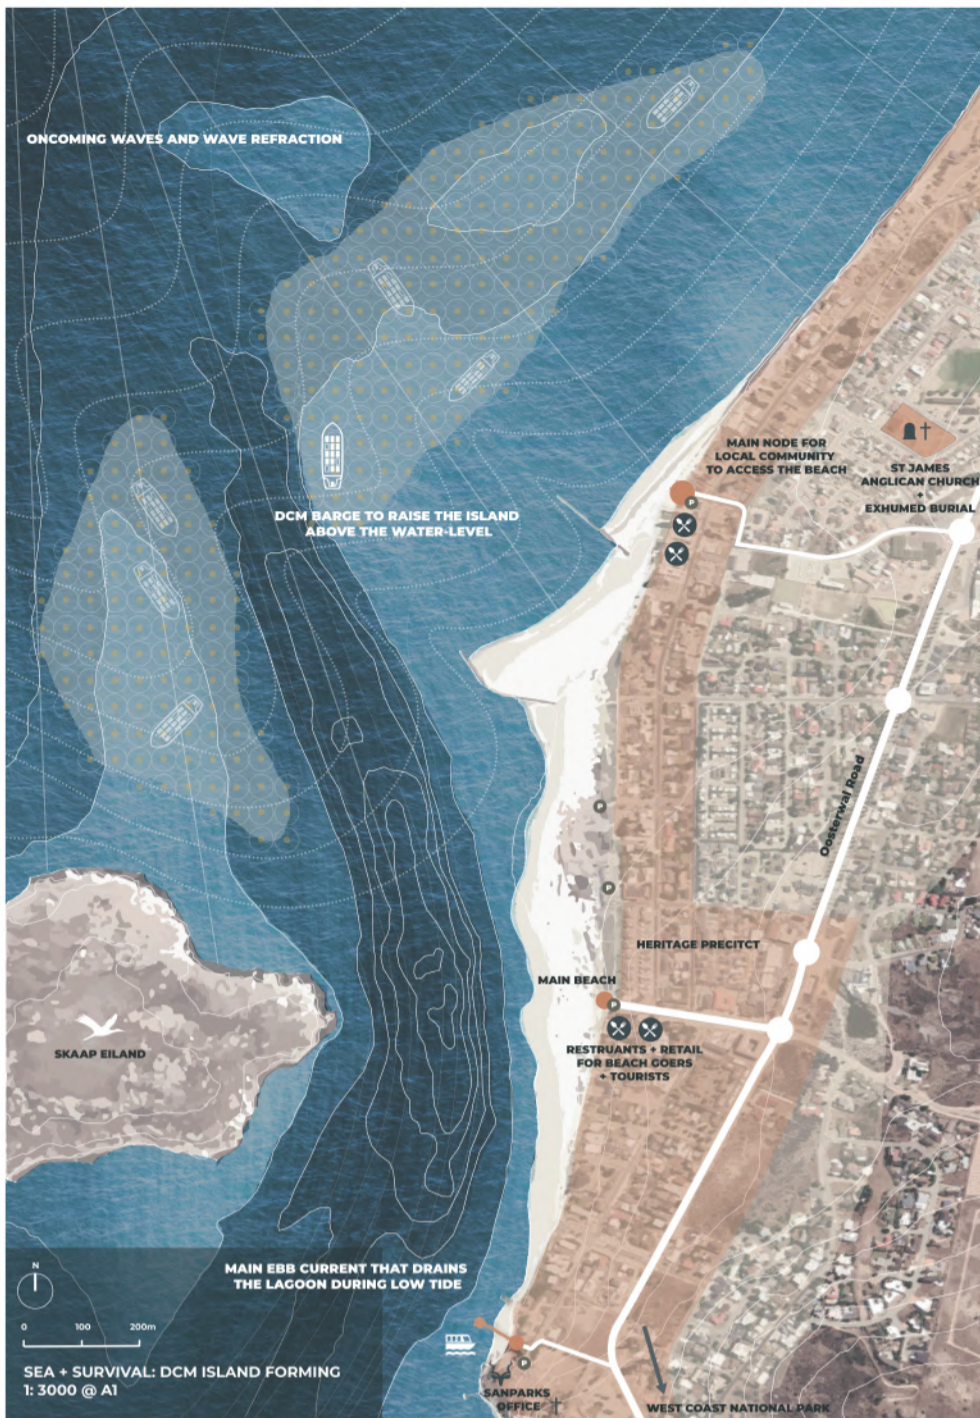 ONCOMING WAVES AND WAVE REFRACTION
MAIN NODE FOR
LOCAL COMMUNITY
TO ACCESS THE BEACH
ST JAMES
ANGLICAN CHURCH
+
EXHUMED BURIAL
P
DCM BARGE TO RAISE THE ISLAND
ABOVE THE WATER-LEVEL
Oosterwal Road
P
P
HERITAGE PRECITCT
MAIN BEACH
P
RESTRUANTS + RETAIL
FOR BEACH GOERS
+ TOURISTS
SKAAP EILAND
MAIN EBB CURRENT THAT DRAINS
THE LAGOON DURING LOW TIDE
N
0 100 200m
SEA + SURVIVAL: DCM ISLAND FORMING
1: 3000 @ A1
P
SANPARKS
OFFICE
WEST COAST NATIONAL PARK